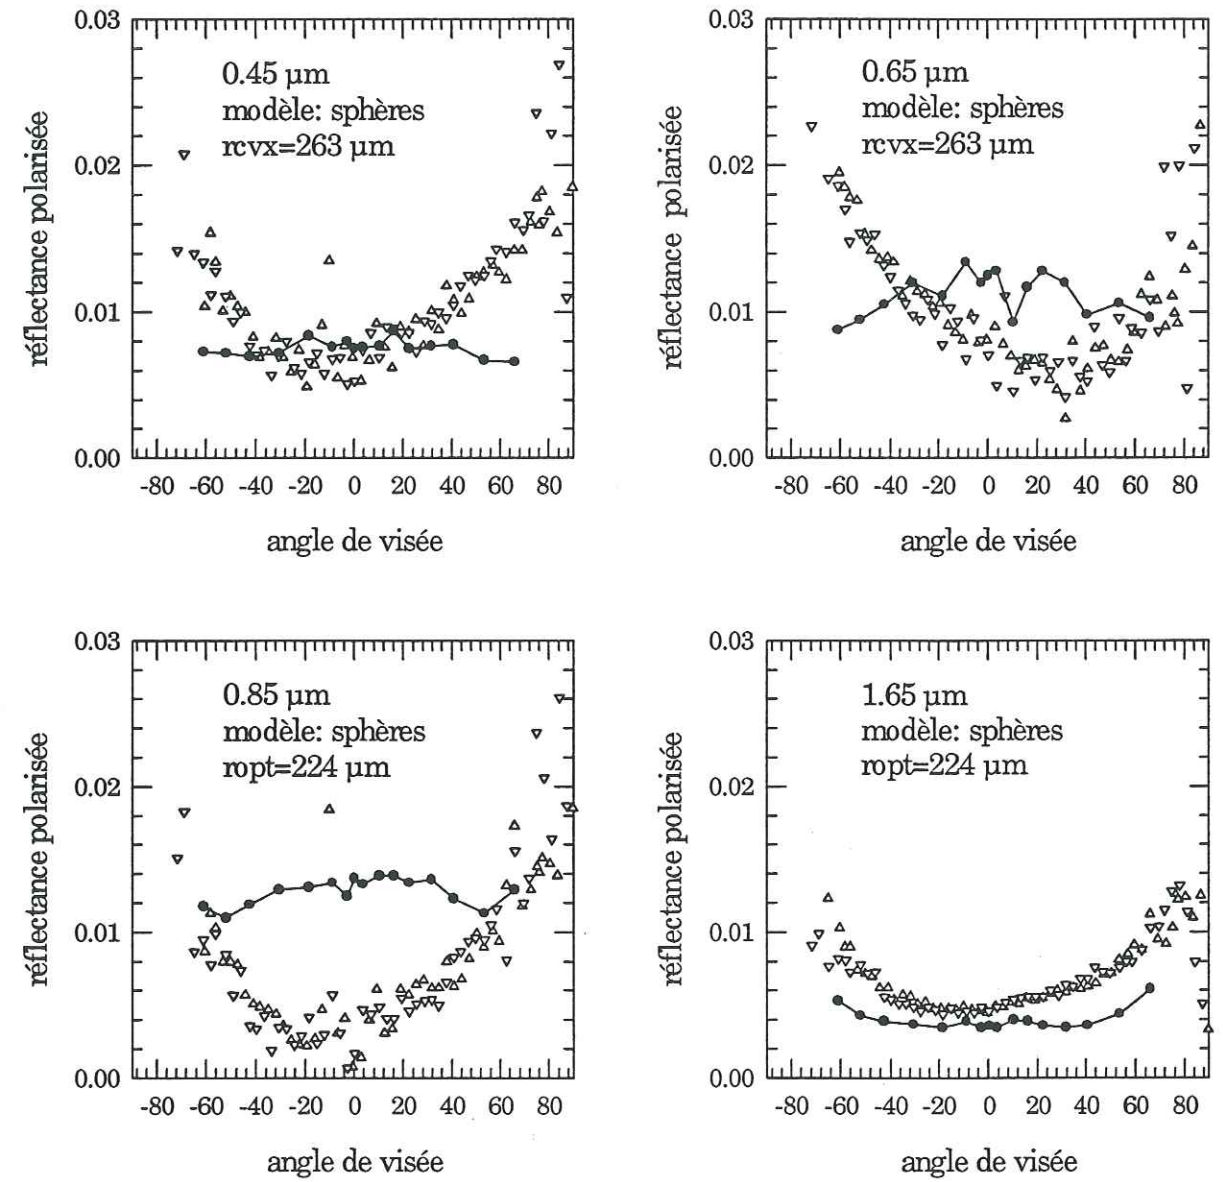 0.03
0.02
0.01
0.00
réflectance polarisée
0.45 µm
modèle: sphères
rcvx=263 µm
-80 -60 -40 -20 0 20 40 60 80
angle de visée
0.03
0.02
0.01
0.00
réflectance polarisée
0.65 µm
modèle: sphères
rcvx=263 µm
-80 -60 -40 -20 0 20 40 60 80
angle de visée
0.03
0.02
0.01
0.00
réflectance polarisée
0.85 µm
modèle: sphères
ropt=224 µm
-80 -60 -40 -20 0 20 40 60 80
angle de visée
0.03
0.02
0.01
0.00
réflectance polarisée
1.65 µm
modèle: sphères
ropt=224 µm
-80 -60 -40 -20 0 20 40 60 80
angle de visée